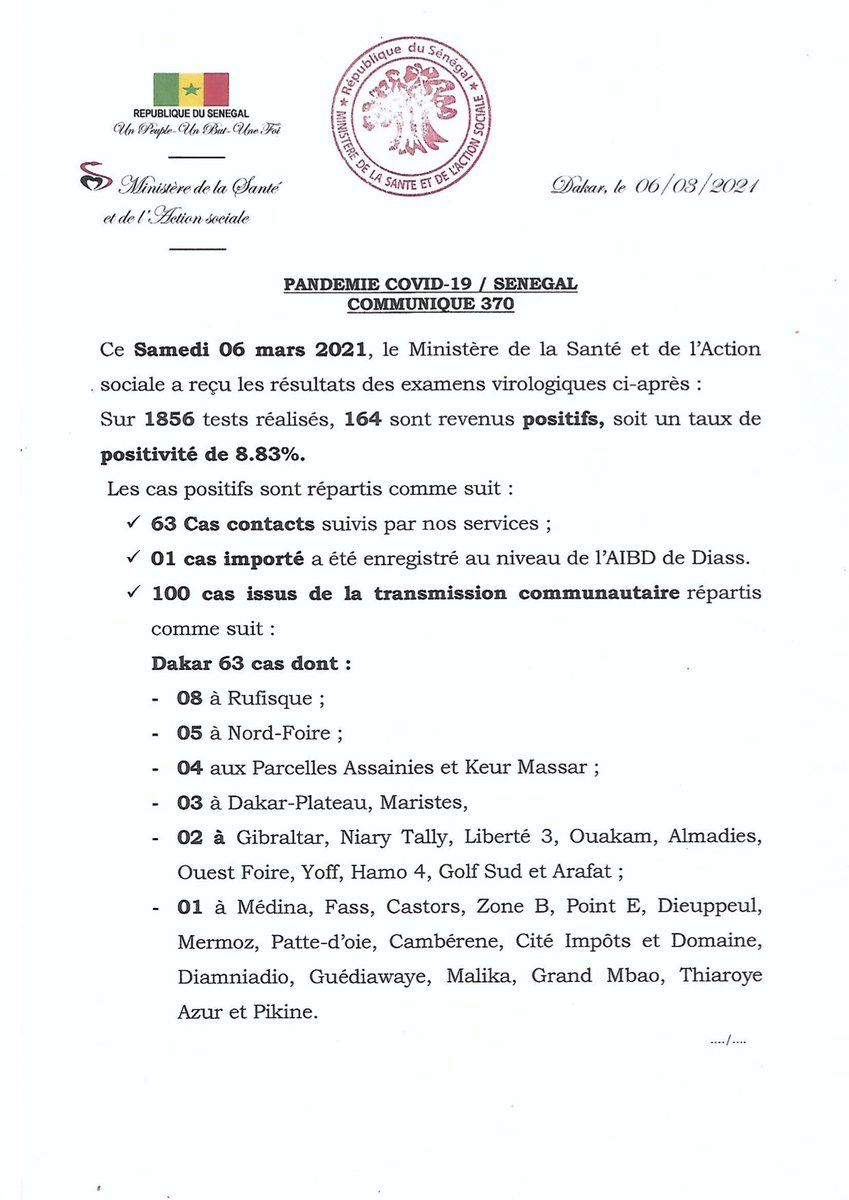 REPUBLIQUE DU SENEGAL
Un Peuple-Un But-Une Foi
Ministère de la Santé
et de l'Action sociale
★ République du Sénégal ★
MINISTÈRE DE LA SANTE ET DE L'ACTION SOCIALE
Dakar, le 06/03/2021
PANDEMIE COVID-19 / SENEGAL
COMMUNIQUE 370
Ce Samedi 06 mars 2021, le Ministère de la Santé et de l'Action
sociale a reçu les résultats des examens virologiques ci-après :
Sur 1856 tests réalisés, 164 sont revenus positifs, soit un taux de
positivité de 8.83%.
Les cas positifs sont répartis comme suit :
✓ 63 Cas contacts suivis par nos services ;
✓ 01 cas importé a été enregistré au niveau de l'AIBD de Diass.
✓ 100 cas issus de la transmission communautaire répartis
comme suit :
Dakar 63 cas dont :
- 08 à Rufisque ;
- 05 à Nord-Foire ;
- 04 aux Parcelles Assainies et Keur Massar ;
- 03 à Dakar-Plateau, Maristes,
- 02 à Gibraltar, Niary Tally, Liberté 3, Ouakam, Almadies,
Ouest Foire, Yoff, Hamo 4, Golf Sud et Arafat ;
- 01 à Médina, Fass, Castors, Zone B, Point E, Dieuppeul,
Mermoz, Patte-d'oie, Cambérene, Cité Impôts et Domaine,
Diamniadio, Guédiawaye, Malika, Grand Mbao, Thiaroye
Azur et Pikine.
..../....